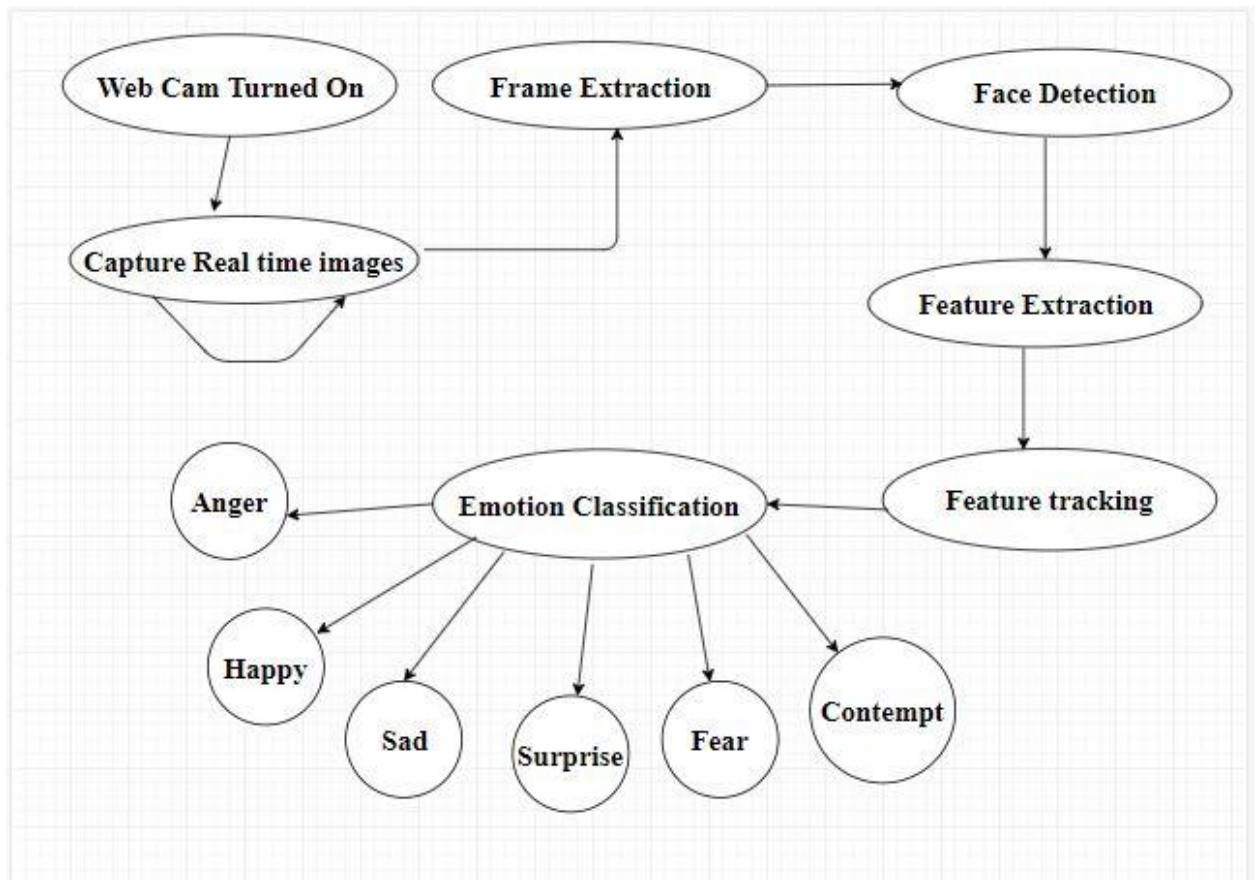 Web Cam Turned On
Frame Extraction
Face Detection
Capture Real time images
Feature Extraction
Anger
Emotion Classification
Feature tracking
Happy
Sad
Surprise
Fear
Contempt